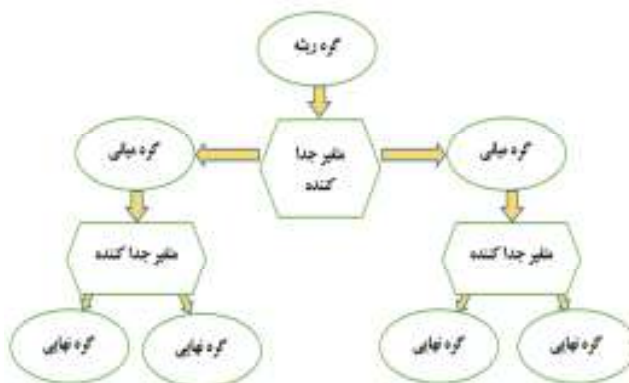 گره ریشه
متغیر جدا
کننده
گره میانی
گره میانی
متغیر جدا کننده
متغیر جدا کننده
گره نهایی
گره نهایی
گره نهایی
گره نهایی